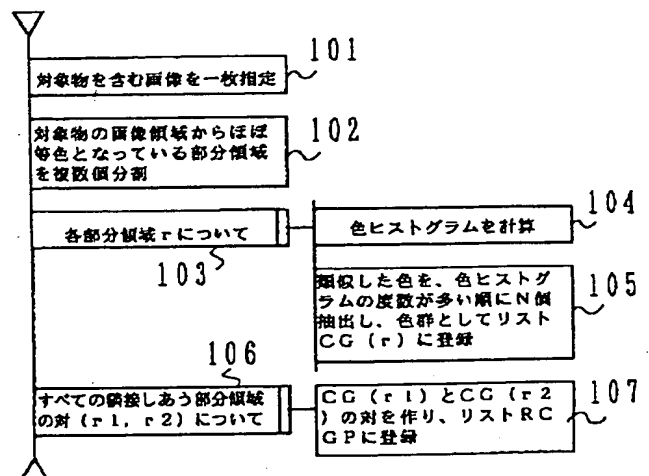 101
対象物を含む画像を一枚指定
対象物の画像領域からほぼ
等色となっている部分領域
を複数個分割
102
各部分領域rについて
103
色ヒストグラムを計算
104
類似した色を、色ヒストグ
ラムの度数が多い順にN個
抽出し、色群としてリスト
CG(r)に登録
105
106
すべての隣接しあう部分領域
の対(r1, r2)について
CG(r1)とCG(r2
)の対を作り、リストRC
GPに登録
107